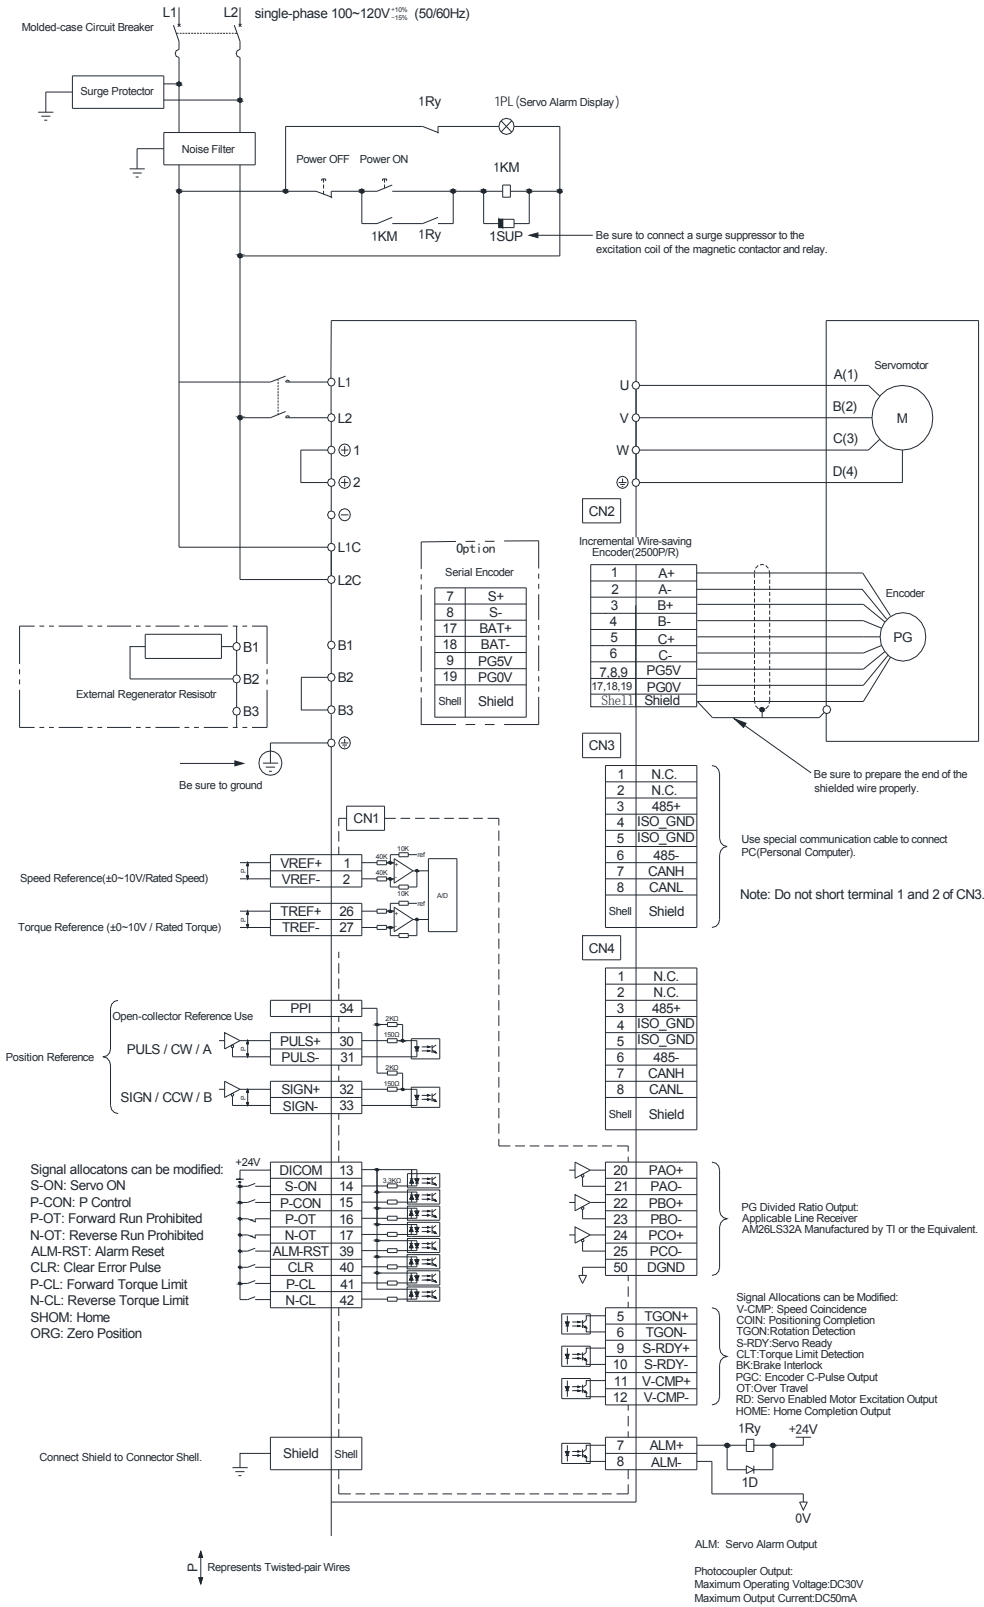 L1 L2 single-phase 100~120V +10% -15% (50/60Hz)
Molded-case Circuit Breaker
Surge Protector
Noise Filter
1Ry 1PL (Servo Alarm Display)
Power OFF Power ON 1KM
1KM 1Ry 1SUP
Be sure to connect a surge suppressor to the
excitation coil of the magnetic contactor and relay.
L1
L2
⊕ 1
⊕ 2
⊖
L1C
L2C
B1
B2
B3
U
V
W
A(1)
B(2)
C(3)
D(4)
Servomotor
M
CN2
Incremental Wire-saving
Encoder(2500P/R)
1 A+
2 A-
3 B+
4 B-
5 C+
6 C-
7,8,9 PG5V
17,18,19 PG0V
Shell Shield
Encoder
PG
Be sure to prepare the end of the
shielded wire properly.
Option
Serial Encoder
7 S+
8 S-
17 BAT+
18 BAT-
9 PG5V
19 PG0V
Shell Shield
B1
B2
B3
External Regenerator Resisotr
Be sure to ground
CN3
1 N.C.
2 N.C.
3 485+
4 ISO_GND
5 ISO_GND
6 485-
7 CANH
8 CANL
Shell Shield
Use special communication cable to connect
PC(Personal Computer).
Note: Do not short terminal 1 and 2 of CN3.
CN1
Speed Reference(±0~10V/Rated Speed)
P
VREF+ 1
VREF- 2
40K
40K
10K
10K
ref
A/D
Torque Reference (±0~10V / Rated Torque)
P
TREF+ 26
TREF- 27
CN4
1 N.C.
2 N.C.
3 485+
4 ISO_GND
5 ISO_GND
6 485-
7 CANH
8 CANL
Shell Shield
Position Reference
Open-collector Reference Use
PULS / CW / A
SIGN / CCW / B
P
P
PPI 34
PULS+ 30
PULS- 31
SIGN+ 32
SIGN- 33
2KΩ
150Ω
2KΩ
150Ω
Signal allocatons can be modified:
S-ON: Servo ON
P-CON: P Control
P-OT: Forward Run Prohibited
N-OT: Reverse Run Prohibited
ALM-RST: Alarm Reset
CLR: Clear Error Pulse
P-CL: Forward Torque Limit
N-CL: Reverse Torque Limit
SHOM: Home
ORG: Zero Position
+24V
DICOM 13
S-ON 14
P-CON 15
P-OT 16
N-OT 17
ALM-RST 39
CLR 40
P-CL 41
N-CL 42
3.3KΩ
20 PAO+
21 PAO-
22 PBO+
23 PBO-
24 PCO+
25 PCO-
50 DGND
PG Divided Ratio Output:
Applicable Line Receiver
AM26LS32A Manufactured by TI or the Equivalent.
5 TGON+
6 TGON-
9 S-RDY+
10 S-RDY-
11 V-CMP+
12 V-CMP-
Signal Allocations can be Modified:
V-CMP: Speed Coincidence
COIN: Positioning Completion
TGON:Rotation Detection
S-RDY:Servo Ready
CLT:Torque Limit Detection
BK:Brake Interlock
PGC: Encoder C-Pulse Output
OT:Over Travel
RD: Servo Enabled Motor Excitation Output
HOME: Home Completion Output
7 ALM+
8 ALM-
1Ry +24V
1D
0V
Connect Shield to Connector Shell.
Shield Shell
ALM: Servo Alarm Output
P Represents Twisted-pair Wires
Photocoupler Output:
Maximum Operating Voltage:DC30V
Maximum Output Current:DC50mA